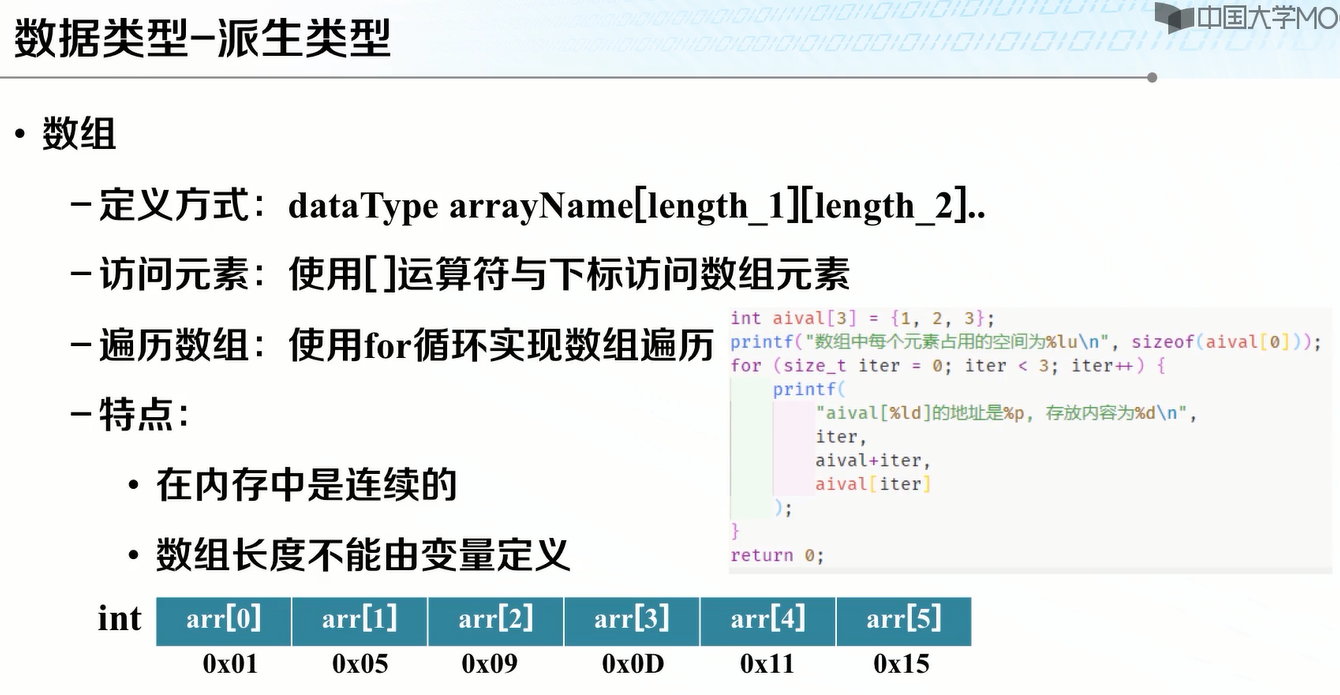 数据类型-派生类型
中国大学MO
• 数组
– 定义方式：dataType arrayName[length_1][length_2]..
– 访问元素：使用[ ]运算符与下标访问数组元素
– 遍历数组：使用for循环实现数组遍历
– 特点：
• 在内存中是连续的
• 数组长度不能由变量定义
int aival[3] = {1, 2, 3};
printf("数组中每个元素占用的空间为%lu\n", sizeof(aival[0]));
for (size_t iter = 0; iter < 3; iter++) {
printf(
"aival[%ld]的地址是%p, 存放内容为%d\n",
iter,
aival+iter,
aival[iter]
);
}
return 0;
int arr[0] arr[1] arr[2] arr[3] arr[4] arr[5]
0x01 0x05 0x09 0x0D 0x11 0x15